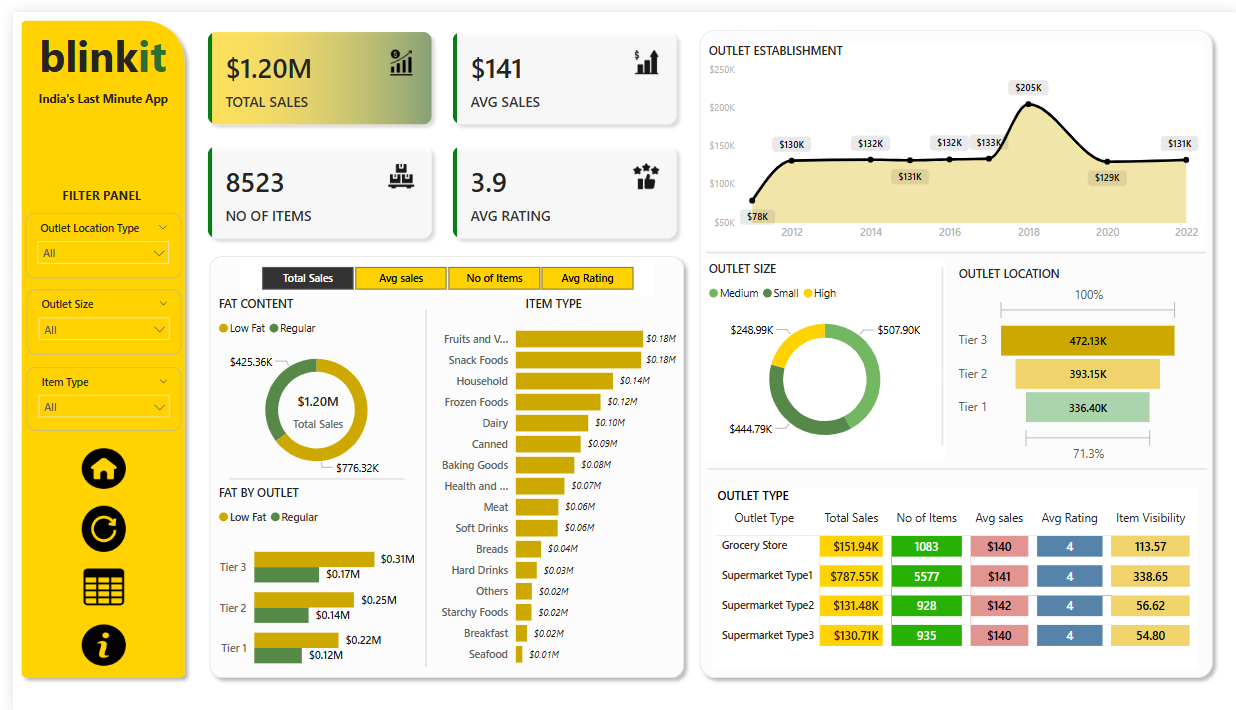 blinkit
India's Last Minute App
FILTER PANEL
Outlet Location Type
All
Outlet Size
All
Item Type
All
$1.20M
TOTAL SALES
$141
AVG SALES
8523
NO OF ITEMS
3.9
AVG RATING
Total Sales Avg sales No of Items Avg Rating
FAT CONTENT
Low Fat Regular
$425.36K
$1.20M
Total Sales
$776.32K
FAT BY OUTLET
Low Fat Regular
Tier 3 $0.31M
$0.17M
Tier 2 $0.25M
$0.14M
Tier 1 $0.22M
$0.12M
ITEM TYPE
Fruits and V... $0.18M
Snack Foods $0.18M
Household $0.14M
Frozen Foods $0.12M
Dairy $0.10M
Canned $0.09M
Baking Goods $0.08M
Health and ... $0.07M
Meat $0.06M
Soft Drinks $0.06M
Breads $0.04M
Hard Drinks $0.03M
Others $0.02M
Starchy Foods $0.02M
Breakfast $0.02M
Seafood $0.01M
OUTLET ESTABLISHMENT
$250K
$200K
$150K
$100K
$50K
$78K
$130K
$132K
$131K
$132K
$133K
$205K
$129K
$131K
2012 2014 2016 2018 2020 2022
OUTLET SIZE
Medium Small High
$248.99K
$507.90K
$444.79K
OUTLET LOCATION
100%
Tier 3 472.13K
Tier 2 393.15K
Tier 1 336.40K
71.3%
OUTLET TYPE
Outlet Type Total Sales No of Items Avg sales Avg Rating Item Visibility
Grocery Store $151.94K 1083 $140 4 113.57
Supermarket Type1 $787.55K 5577 $141 4 338.65
Supermarket Type2 $131.48K 928 $142 4 56.62
Supermarket Type3 $130.71K 935 $140 4 54.80